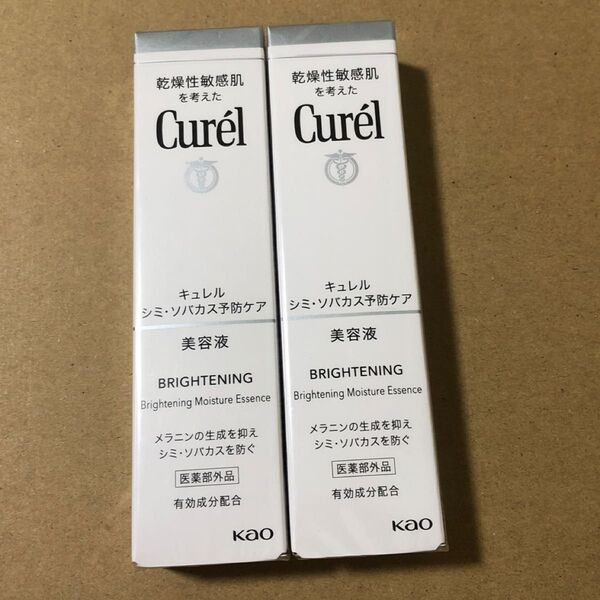 乾燥性敏感肌
を考えた
Curél
キュレル
シミ・ソバカス予防ケア
美容液
BRIGHTENING
Brightening Moisture Essence
メラニンの生成を抑え
シミ・ソバカスを防ぐ
医薬部外品
有効成分配合
Kao
乾燥性敏感肌
を考えた
Curél
キュレル
シミ・ソバカス予防ケア
美容液
BRIGHTENING
Brightening Moisture Essence
メラニンの生成を抑え
シミ・ソバカスを防ぐ
医薬部外品
有効成分配合
Kao